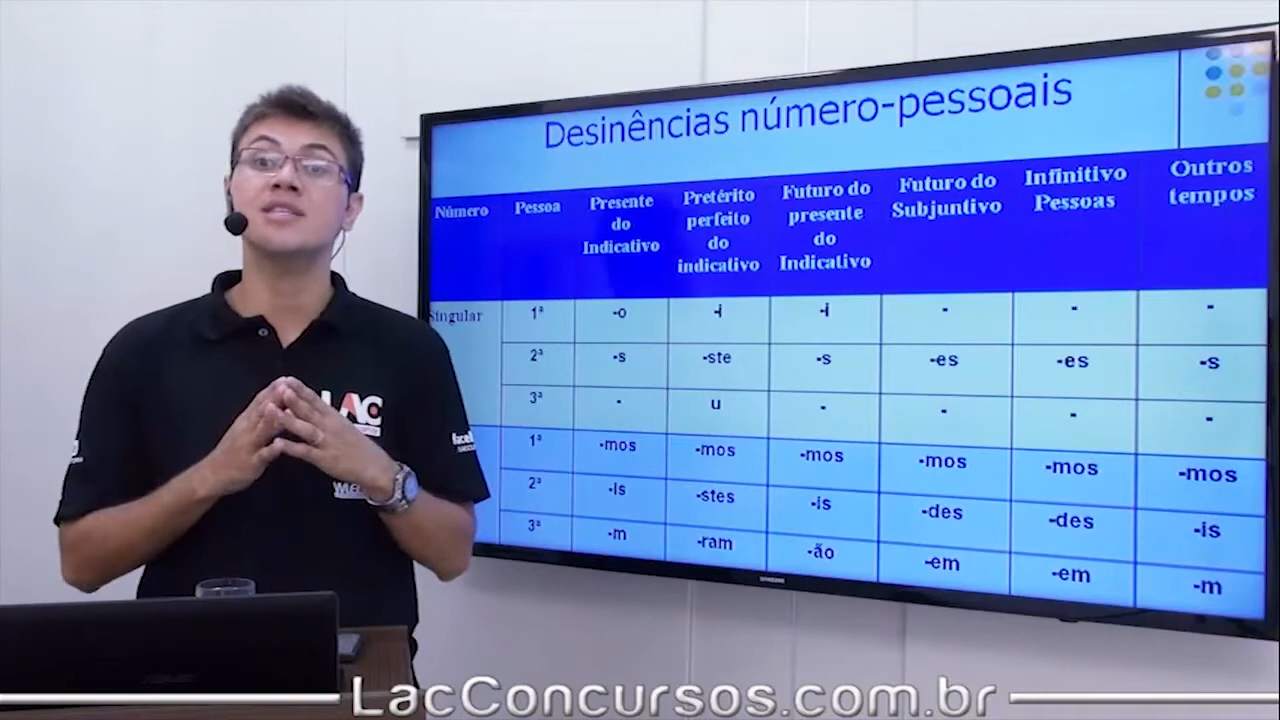 Desinências número-pessoais
Número Pessoa Presente do Indicativo Pretérito perfeito do indicativo Futuro do presente do Indicativo Futuro do Subjuntivo Infinitivo Pessoas Outros tempos
Singular 1ª -o -i -i - - -
2ª -s -ste -s -es -es -s
3ª - u - - - -
1ª -mos -mos -mos -mos -mos -mos
2ª -is -stes -is -des -des -is
3ª -m -ram -ão -em -em -m
SAMSUNG
LAC
LacConcursos.com.br